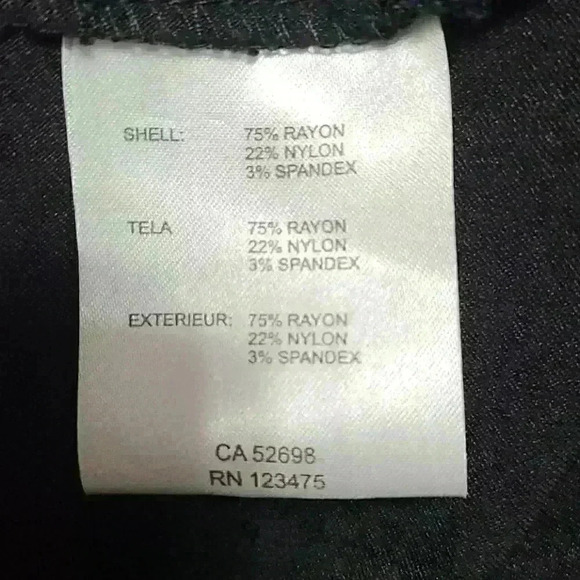 SHELL: 75% RAYON
22% NYLON
3% SPANDEX
TELA 75% RAYON
22% NYLON
3% SPANDEX
EXTERIEUR: 75% RAYON
22% NYLON
3% SPANDEX
CA 52698
RN 123475